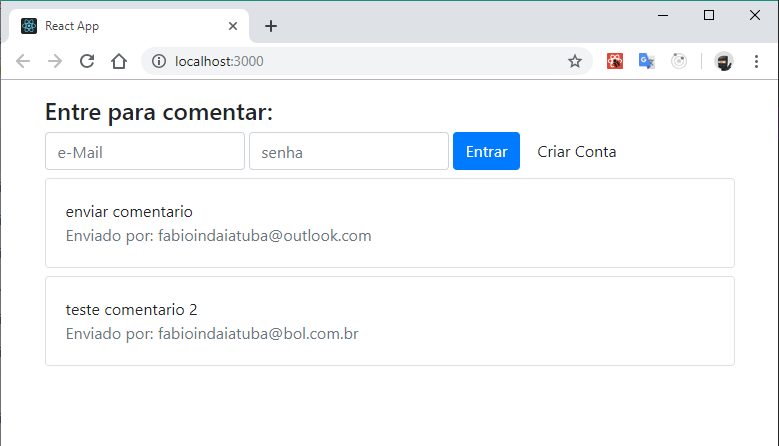 React App
localhost:3000
Entre para comentar:
e-Mail senha Entrar Criar Conta
enviar comentario
Enviado por: fabioindaiatuba@outlook.com
teste comentario 2
Enviado por: fabioindaiatuba@bol.com.br